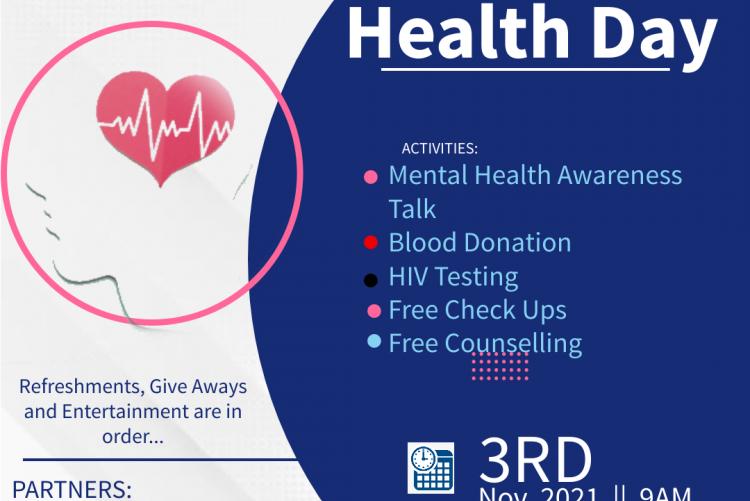 Health Day
ACTIVITIES:
Mental Health Awareness
Talk
Blood Donation
HIV Testing
Free Check Ups
Free Counselling
Refreshments, Give Aways
and Entertainment are in
order...
PARTNERS:
3RD
Nov, 2021 || 9AM